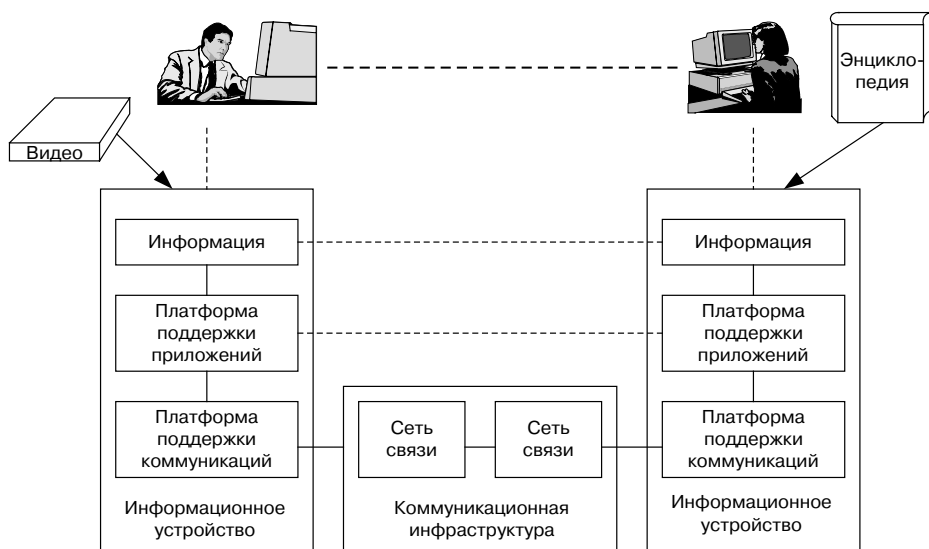 Энцикло-
педия
Видео
Информация
Информация
Платформа
поддержки
приложений
Платформа
поддержки
приложений
Платформа
поддержки
коммуникаций
Сеть
связи
Сеть
связи
Платформа
поддержки
коммуникаций
Информационное
устройство
Коммуникационная
инфраструктура
Информационное
устройство